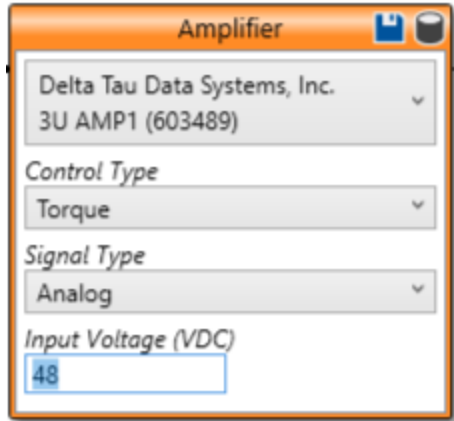 Amplifier
Delta Tau Data Systems, Inc.
3U AMP1 (603489)
Control Type
Torque
Signal Type
Analog
Input Voltage (VDC)
48